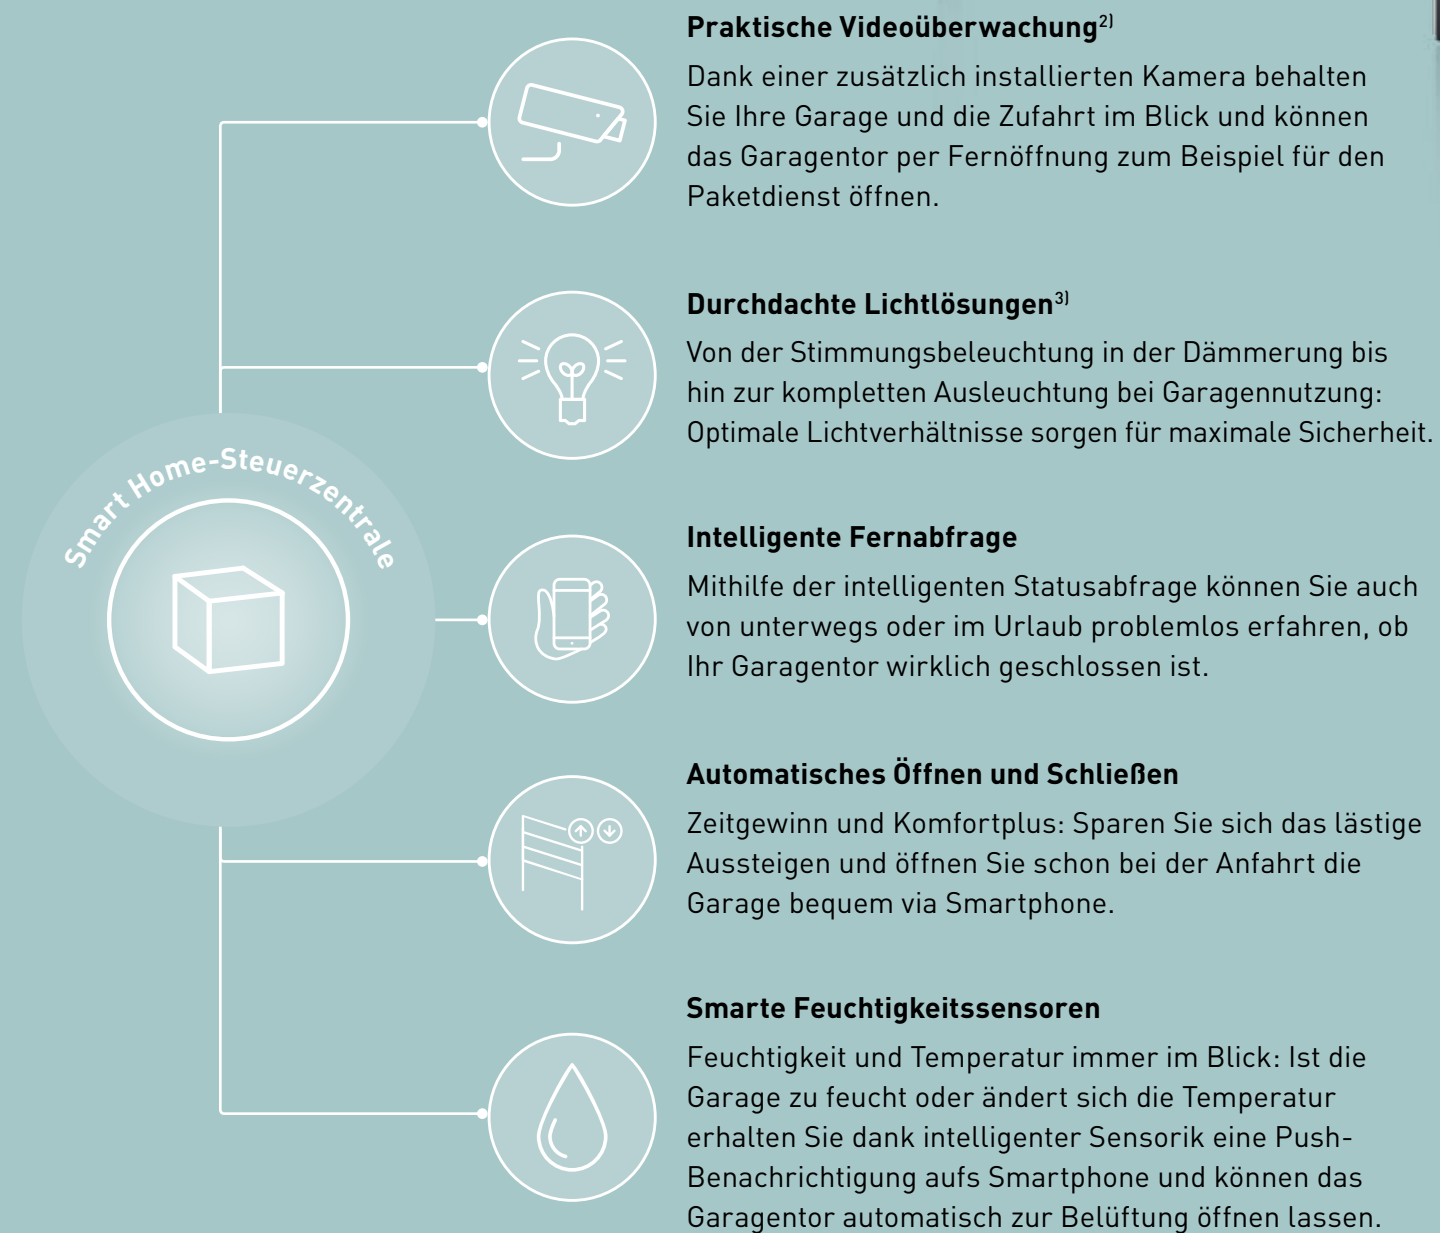 Praktische Videoüberwachung2)
Dank einer zusätzlich installierten Kamera behalten
Sie Ihre Garage und die Zufahrt im Blick und können
das Garagentor per Fernöffnung zum Beispiel für den
Paketdienst öffnen.
Durchdachte Lichtlösungen3)
Von der Stimmungsbeleuchtung in der Dämmerung bis
hin zur kompletten Ausleuchtung bei Garagennutzung:
Optimale Lichtverhältnisse sorgen für maximale Sicherheit.
Smart Home-Steuerzentrale
Intelligente Fernabfrage
Mithilfe der intelligenten Statusabfrage können Sie auch
von unterwegs oder im Urlaub problemlos erfahren, ob
Ihr Garagentor wirklich geschlossen ist.
Automatisches Öffnen und Schließen
Zeitgewinn und Komfortplus: Sparen Sie sich das lästige
Aussteigen und öffnen Sie schon bei der Anfahrt die
Garage bequem via Smartphone.
Smarte Feuchtigkeitssensoren
Feuchtigkeit und Temperatur immer im Blick: Ist die
Garage zu feucht oder ändert sich die Temperatur
erhalten Sie dank intelligenter Sensorik eine Push-
Benachrichtigung aufs Smartphone und können das
Garagentor automatisch zur Belüftung öffnen lassen.